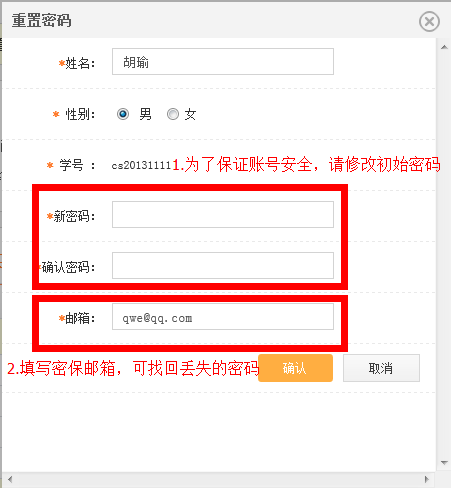 重置密码
*姓名： 胡瑜
* 性别： 男 女
* 学号 ： cs201311111.为了保证账号安全，请修改初始密码
*新密码：
*确认密码：
*邮箱： qwe@qq.com
2.填写密保邮箱，可找回丢失的密码 确认 取消